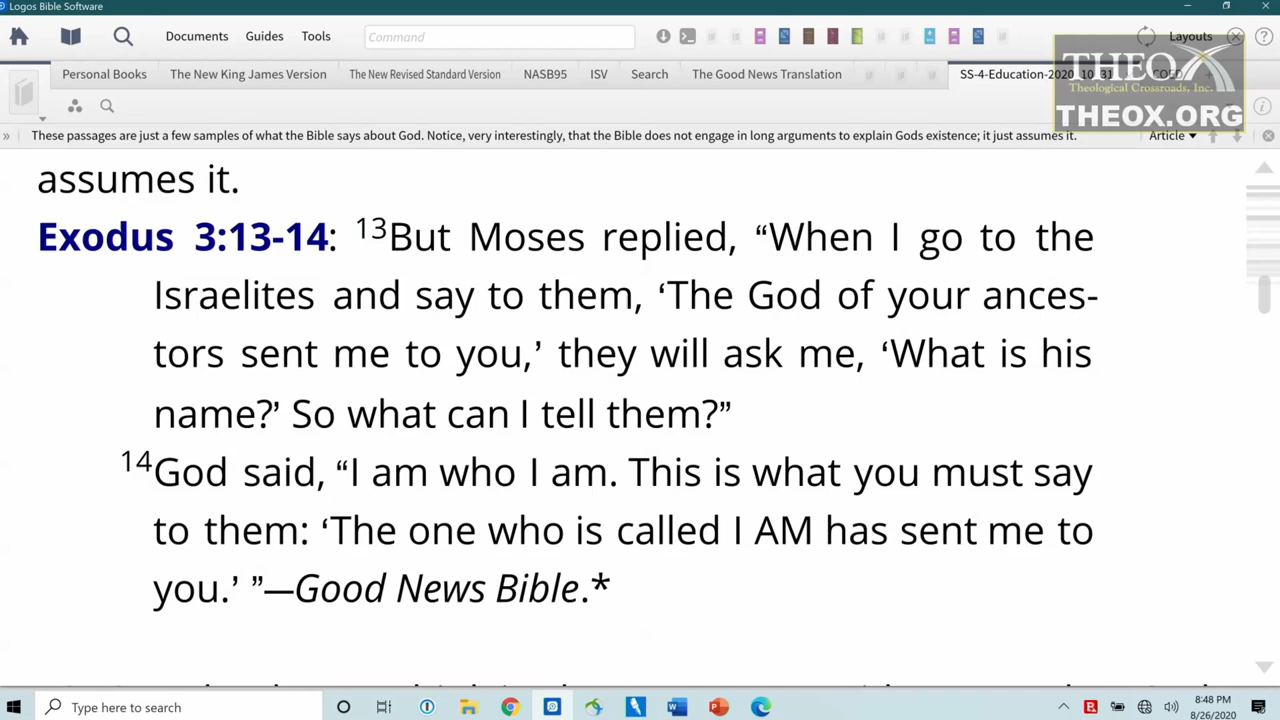 Logos Bible Software
Documents Guides Tools Command Layouts
Personal Books The New King James Version The New Revised Standard Version NASB95 ISV Search The Good News Translation SS-4-Education-2020
THEOX
Theological Crossroads, Inc.
THEOX.ORG
These passages are just a few samples of what the Bible says about God. Notice, very interestingly, that the Bible does not engage in long arguments to explain Gods existence; it just assumes it. Article
assumes it.
Exodus 3:13-14: 13But Moses replied, “When I go to the
Israelites and say to them, ‘The God of your ances-
tors sent me to you,’ they will ask me, ‘What is his
name?’ So what can I tell them?”
14God said, “I am who I am. This is what you must say
to them: ‘The one who is called I AM has sent me to
you.’ ”—Good News Bible.*
Type here to search
8:48 PM
8/26/2020